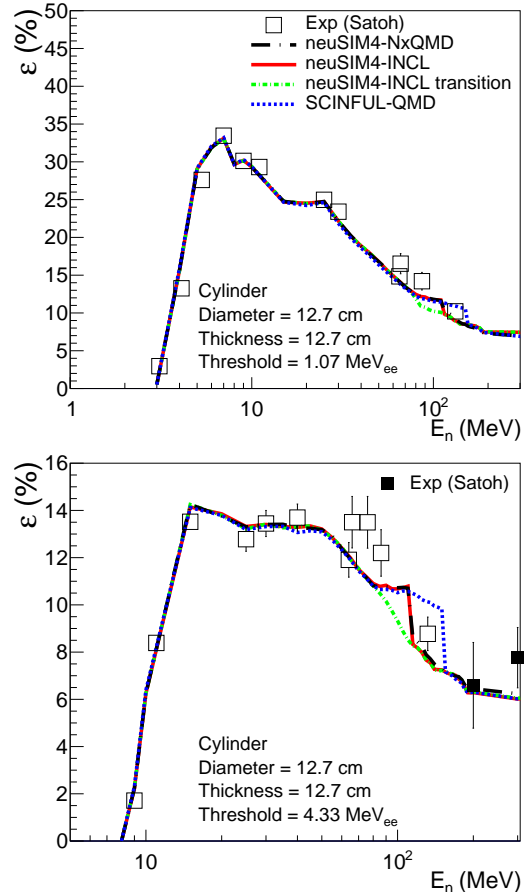 ε (%)
50
45
40
35
30
25
20
15
10
5
0
Exp (Satoh)
neuSIM4-NxQMD
neuSIM4-INCL
neuSIM4-INCL transition
SCINFUL-QMD
Cylinder
Diameter = 12.7 cm
Thickness = 12.7 cm
Threshold = 1.07 MeVee
1 10 10²
En (MeV)
ε (%)
16
14
12
10
8
6
4
2
0
Exp (Satoh)
Cylinder
Diameter = 12.7 cm
Thickness = 12.7 cm
Threshold = 4.33 MeVee
10 10²
En (MeV)